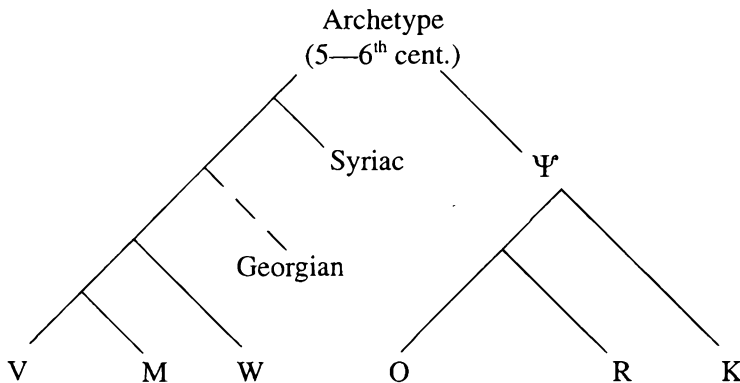 Archetype
(5—6th cent.)
Syriac
Ψ
Georgian
V M W O R K